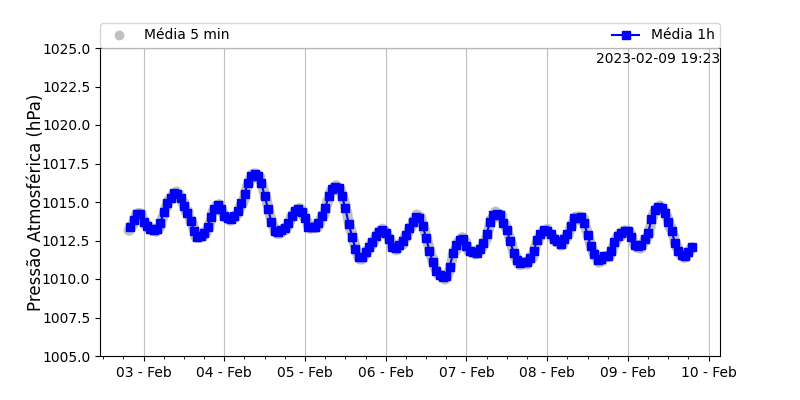 Média 5 min
Média 1h
2023-02-09 19:23
Pressão Atmosférica (hPa)
1025.0
1022.5
1020.0
1017.5
1015.0
1012.5
1010.0
1007.5
1005.0
03 - Feb
04 - Feb
05 - Feb
06 - Feb
07 - Feb
08 - Feb
09 - Feb
10 - Feb